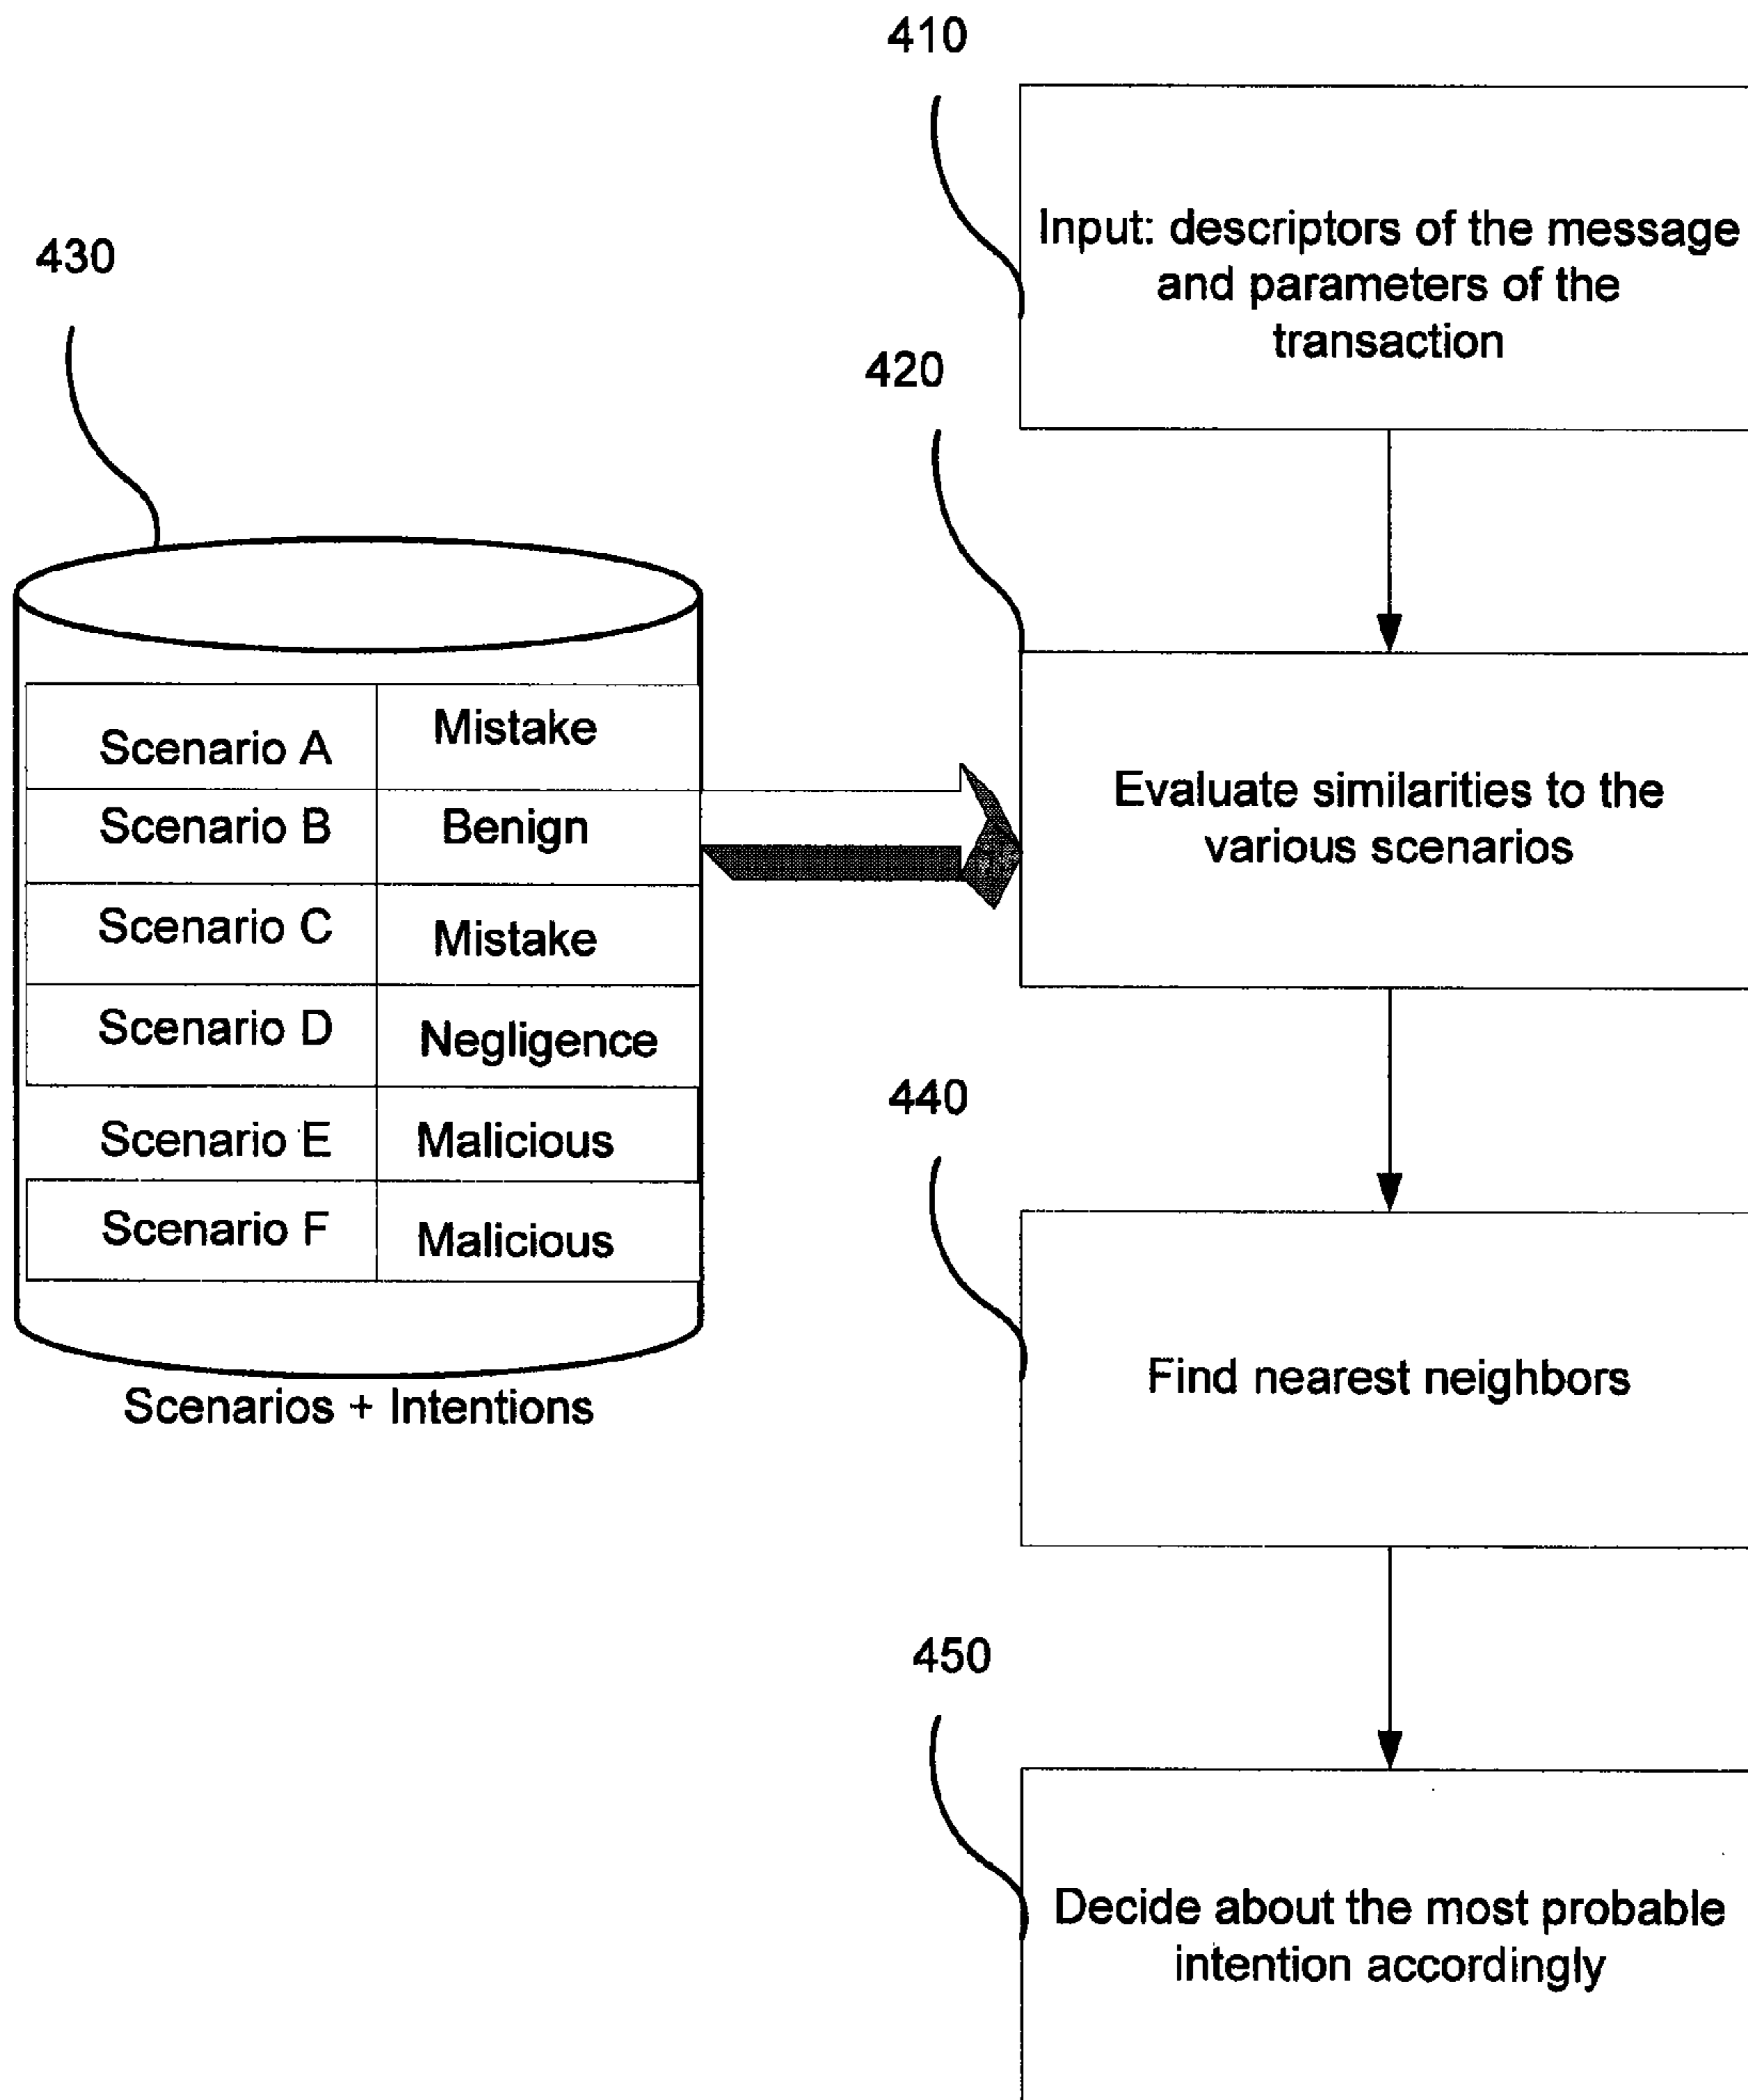 410
Input: descriptors of the message
and parameters of the
transaction
430
420
Scenario A Mistake
Scenario B Benign
Scenario C Mistake
Scenario D Negligence
Scenario E Malicious
Scenario F Malicious
Scenarios + Intentions
Evaluate similarities to the
various scenarios
440
Find nearest neighbors
450
Decide about the most probable
intention accordingly